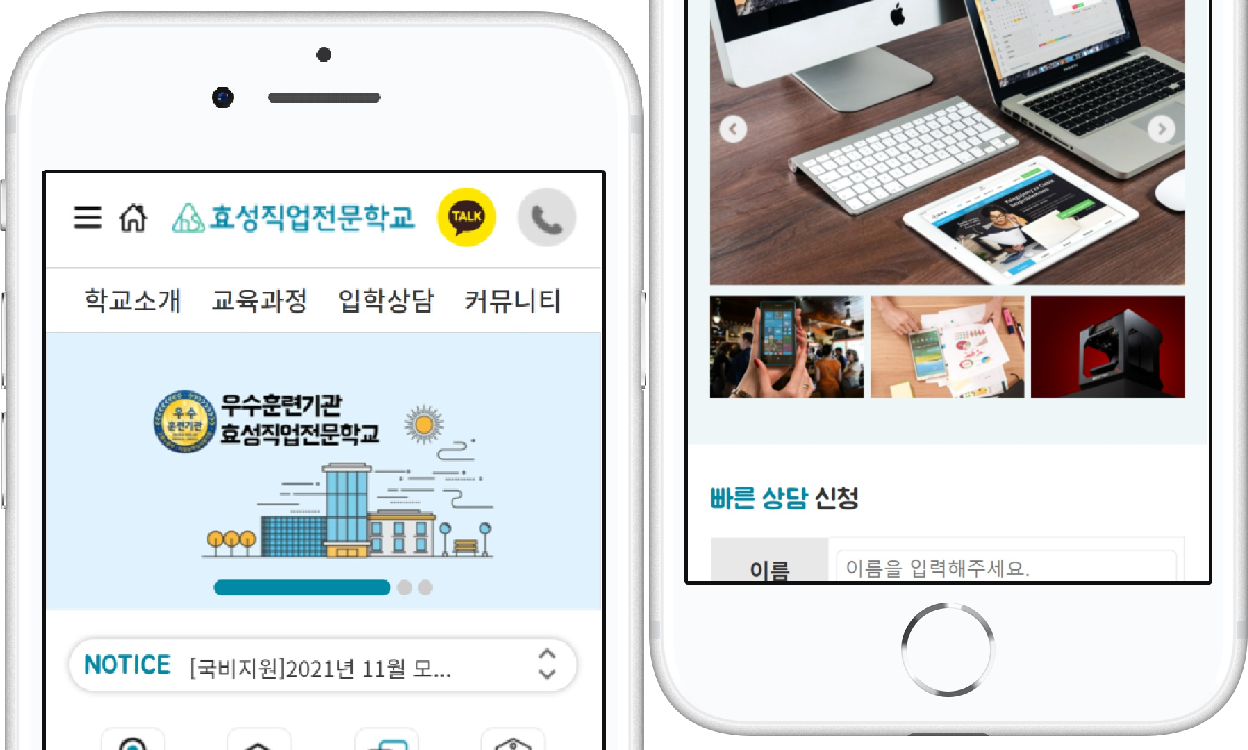 효성직업전문학교
TALK
학교소개 교육과정 입학상담 커뮤니티
우수
훈련기관
우수훈련기관
효성직업전문학교
NOTICE [국비지원]2021년 11월 모...
빠른 상담 신청
이름 이름을 입력해주세요.